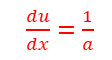 du/dx = 1/a